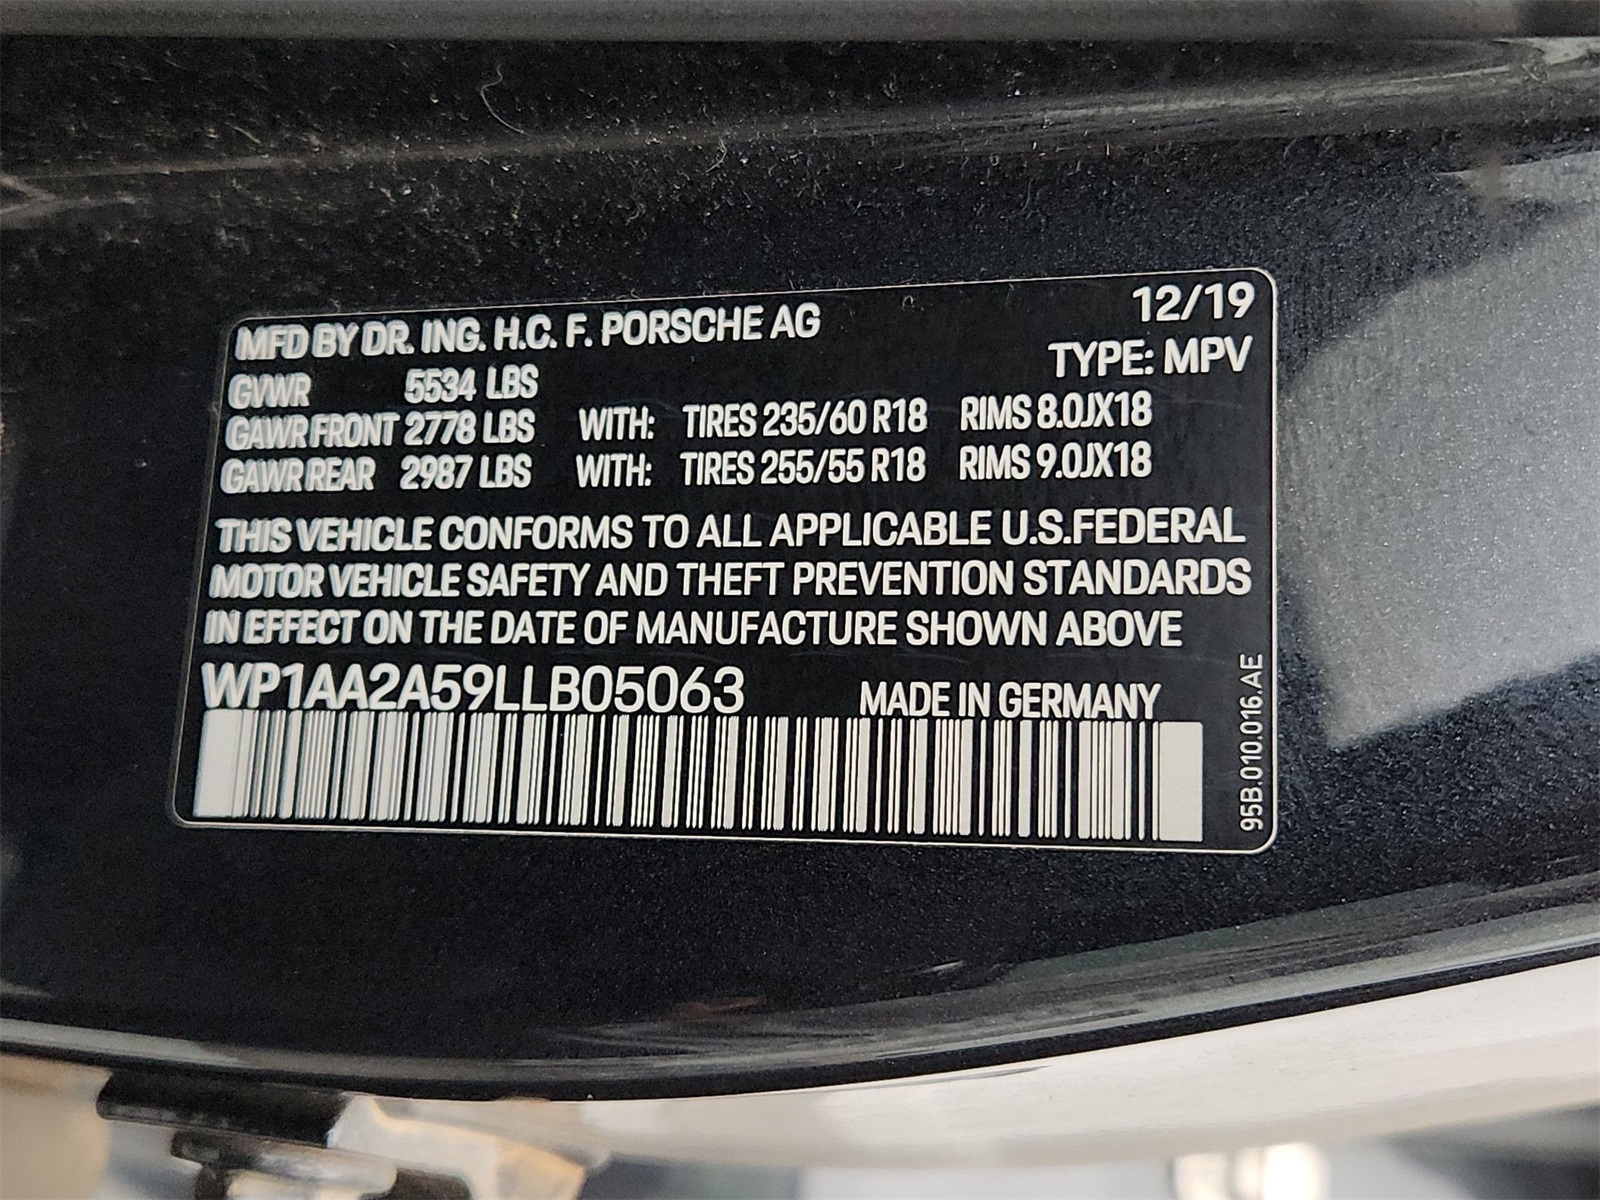 MFD BY DR. ING. H.C. F. PORSCHE AG 12/19
TYPE: MPV
GVWR 5534 LBS
GAWR FRONT 2778 LBS WITH: TIRES 235/60 R18 RIMS 8.0JX18
GAWR REAR 2987 LBS WITH: TIRES 255/55 R18 RIMS 9.0JX18
THIS VEHICLE CONFORMS TO ALL APPLICABLE U.S.FEDERAL
MOTOR VEHICLE SAFETY AND THEFT PREVENTION STANDARDS
IN EFFECT ON THE DATE OF MANUFACTURE SHOWN ABOVE
WP1AA2A59LLB05063 MADE IN GERMANY
95B.010.016.AE